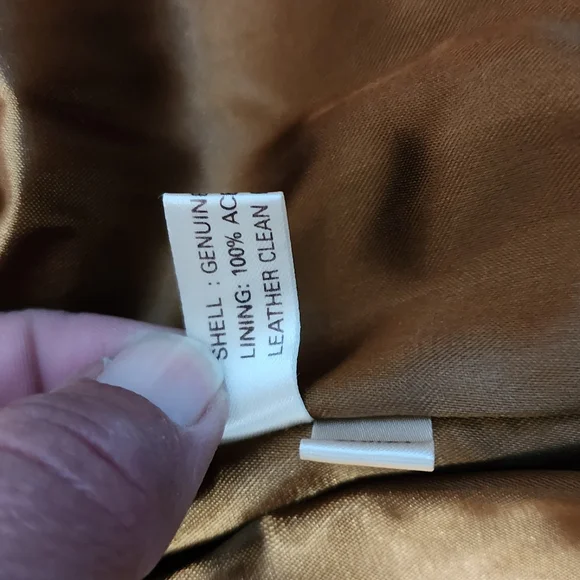 SHELL : GENUINE
LINING: 100% AC
LEATHER CLEAN